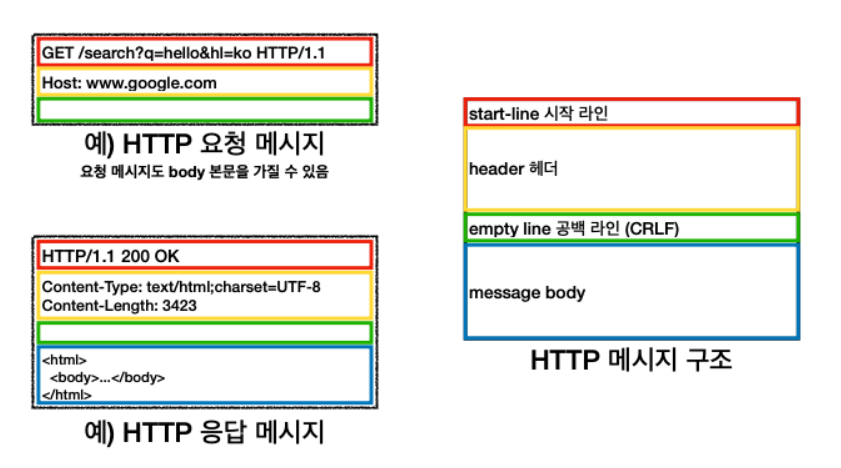 GET /search?q=hello&hl=ko HTTP/1.1
Host: www.google.com
예) HTTP 요청 메시지
요청 메시지도 body 본문을 가질 수 있음
HTTP/1.1 200 OK
Content-Type: text/html;charset=UTF-8
Content-Length: 3423
<html>
<body>...</body>
</html>
예) HTTP 응답 메시지
start-line 시작 라인
header 헤더
empty line 공백 라인 (CRLF)
message body
HTTP 메시지 구조